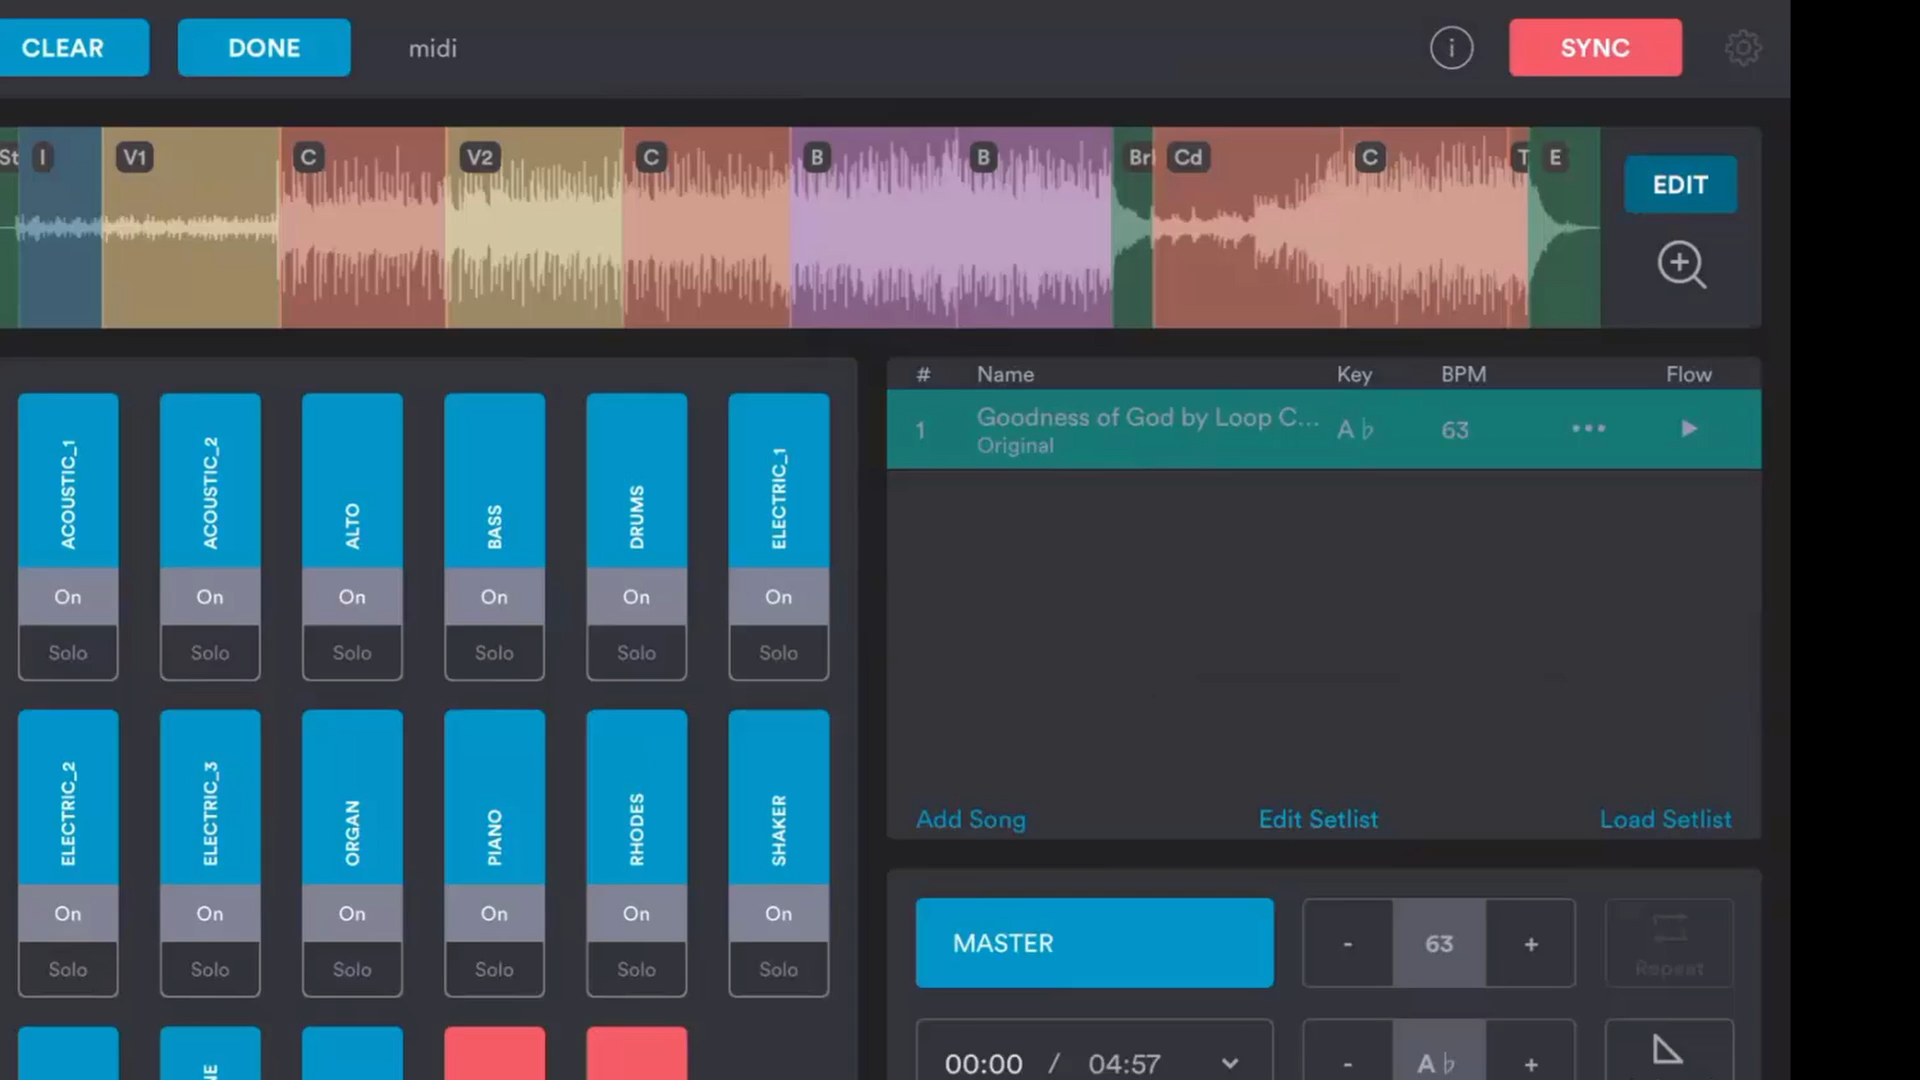 CLEAR DONE midi SYNC
St I V1 C V2 C B B Br Cd C T E
EDIT
# Name Key BPM Flow
1 Goodness of God by Loop C... A♭ 63
Original
ACOUSTIC_1 ACOUSTIC_2 ALTO BASS DRUMS ELECTRIC_1
On On On On On On
Solo Solo Solo Solo Solo Solo
ELECTRIC_2 ELECTRIC_3 ORGAN PIANO RHODES SHAKER
On On On On On On
Solo Solo Solo Solo Solo Solo
Add Song Edit Setlist Load Setlist
MASTER - 63 + Repeat
00:00 / 04:57 - A♭ +